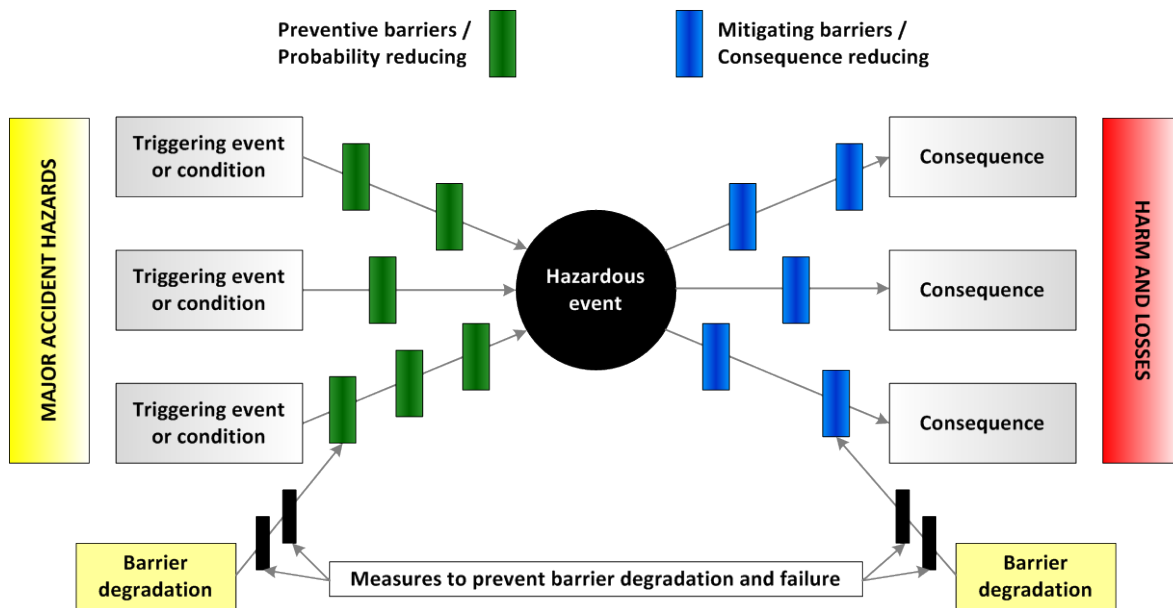 Preventive barriers /
Probability reducing
Mitigating barriers /
Consequence reducing
MAJOR ACCIDENT HAZARDS
Triggering event
or condition
Triggering event
or condition
Triggering event
or condition
Hazardous
event
Consequence
Consequence
Consequence
HARM AND LOSSES
Barrier
degradation
Measures to prevent barrier degradation and failure
Barrier
degradation